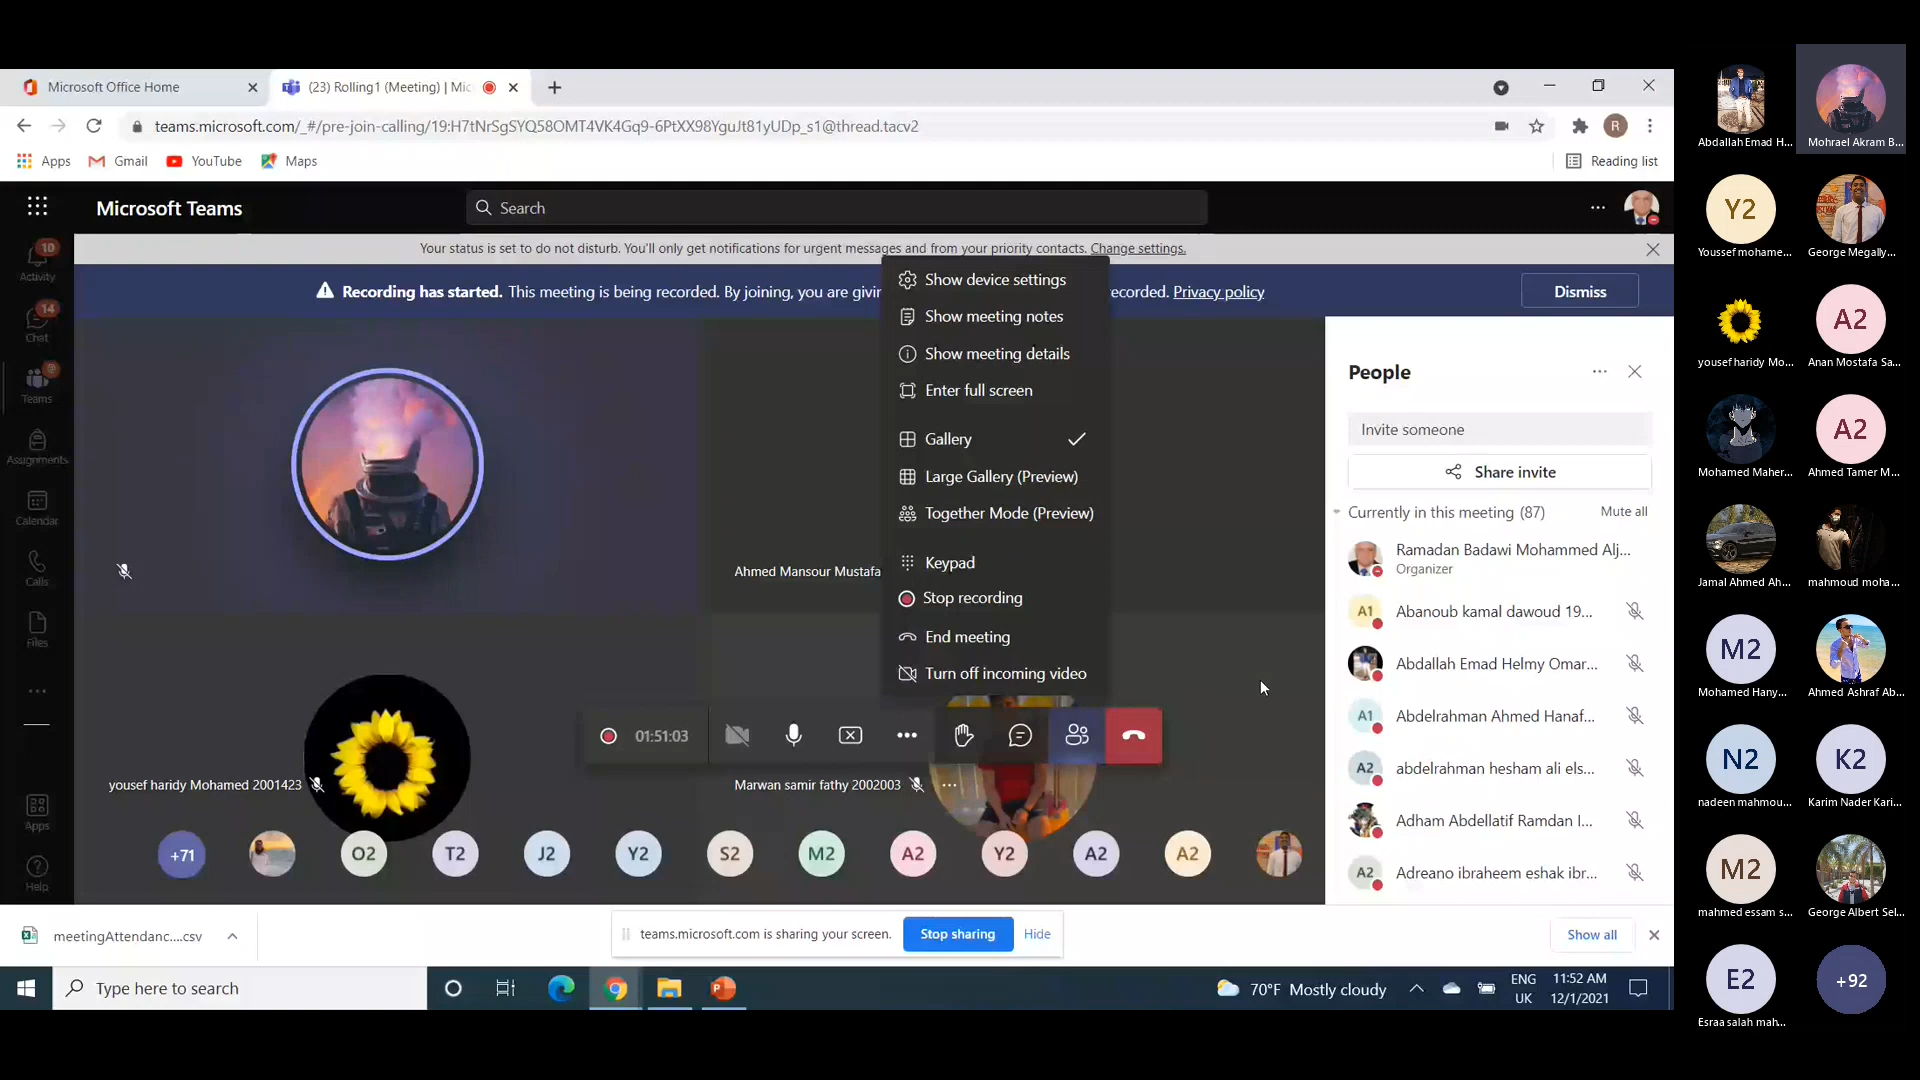 Microsoft Office Home
(23) Rolling1 (Meeting) | Mic
teams.microsoft.com/_#/pre-join-calling/19:H7tNrSgSYQ58OMT4VK4Gq9-6PtXX98YguJt81yUDp_s1@thread.tacv2
R
Apps
Gmail
YouTube
Maps
Reading list
Microsoft Teams
Search
Your status is set to do not disturb. You'll only get notifications for urgent messages and from your priority contacts. Change settings.
Recording has started. This meeting is being recorded. By joining, you are givin
ecorded. Privacy policy
Dismiss
10
Activity
14
Chat
Teams
Assignments
Calendar
Calls
Files
Apps
Help
Show device settings
Show meeting notes
Show meeting details
Enter full screen
Gallery
Large Gallery (Preview)
Together Mode (Preview)
Keypad
Stop recording
End meeting
Turn off incoming video
Ahmed Mansour Mustafa
01:51:03
yousef haridy Mohamed 2001423
Marwan samir fathy 2002003
+71
O2
T2
J2
Y2
S2
M2
A2
Y2
A2
A2
People
Invite someone
Share invite
Currently in this meeting (87)
Mute all
Ramadan Badawi Mohammed Alj...
Organizer
A1
Abanoub kamal dawoud 19...
Abdallah Emad Helmy Omar...
A1
Abdelrahman Ahmed Hanaf...
A2
abdelrahman hesham ali els...
Adham Abdellatif Ramdan I...
A2
Adreano ibraheem eshak ibr...
meetingAttendanc....csv
teams.microsoft.com is sharing your screen.
Stop sharing
Hide
Show all
Type here to search
70°F Mostly cloudy
ENG
UK
11:52 AM
12/1/2021
Abdallah Emad H...
Mohrael Akram B...
Y2
Youssef mohame...
George Megally...
yousef haridy Mo...
A2
Anan Mostafa Sa...
Mohamed Maher...
A2
Ahmed Tamer M...
Jamal Ahmed Ah...
mahmoud moha...
M2
Mohamed Hany...
Ahmed Ashraf Ab...
N2
nadeen mahmou...
K2
Karim Nader Kari...
M2
mahmed essam s...
George Albert Sel...
E2
Esraa salah mah...
+92